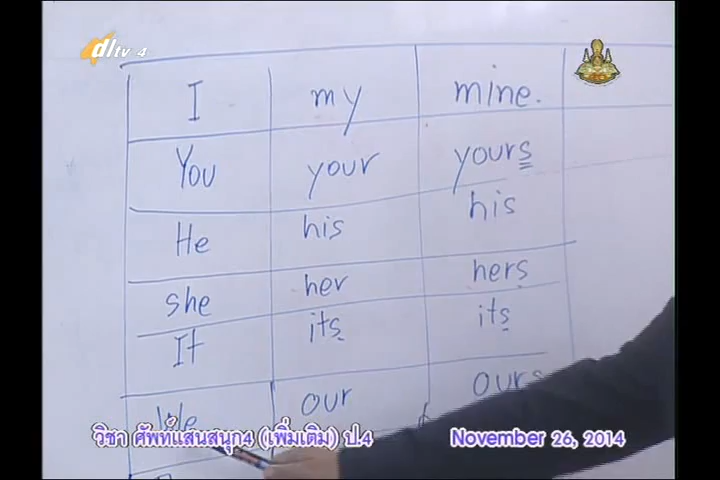 dltv 4
I my mine.
You your yours
He his his
she her hers
It its its
We our ours
วิชา ศัพท์แสนสนุก4 (เพิ่มเติม) ป.4 November 26, 2014